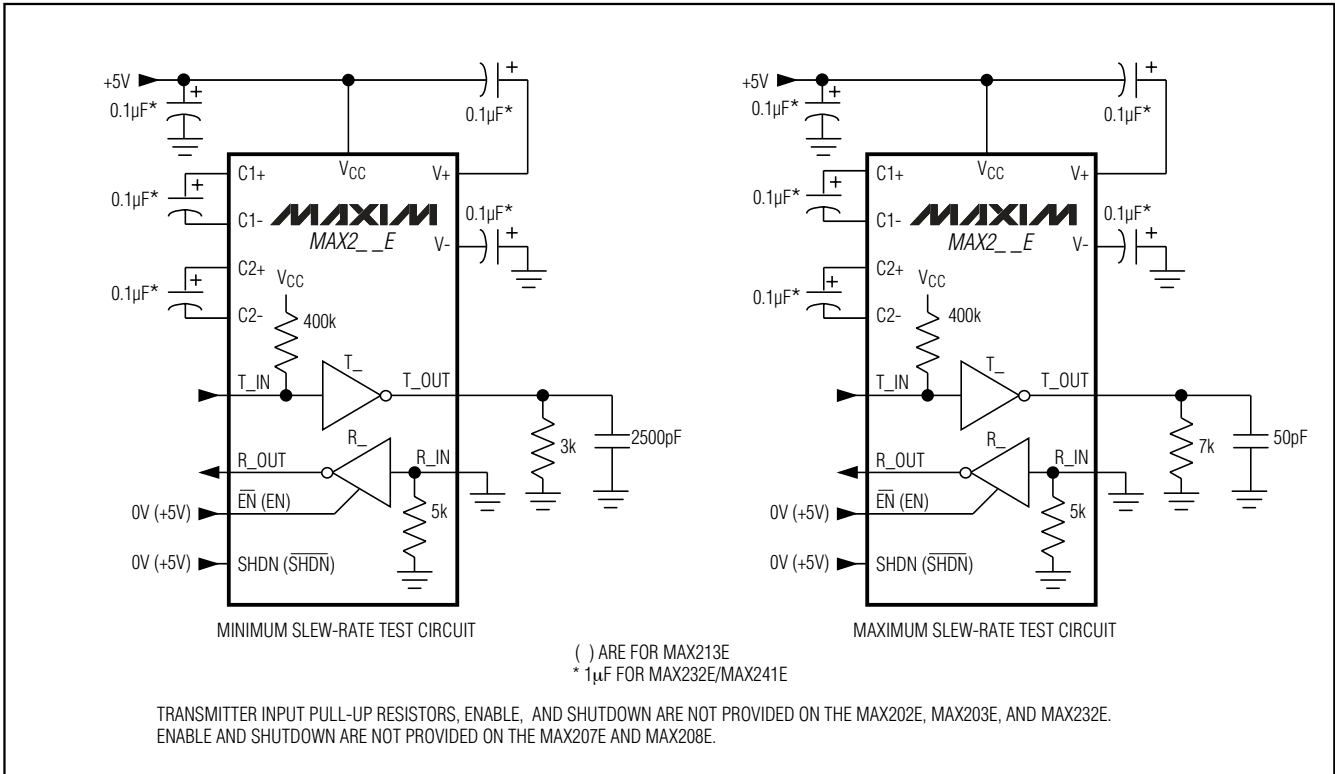 +5V
0.1µF*
+
+
0.1µF*
C1+
VCC
V+
+
0.1µF*
C1-
MAXIM
MAX2_ _E
0.1µF*
+
V-
C2+
VCC
+
0.1µF*
C2-
400k
T_IN
T_
T_OUT
3k
2500pF
R_OUT
R_
R_IN
0V (+5V)
E̅N̅ (EN)
5k
0V (+5V)
SHDN (S̅H̅D̅N̅)
MINIMUM SLEW-RATE TEST CIRCUIT
+5V
0.1µF*
+
+
0.1µF*
C1+
VCC
V+
+
0.1µF*
C1-
MAXIM
MAX2_ _E
0.1µF*
+
V-
C2+
VCC
+
0.1µF*
C2-
400k
T_IN
T_
T_OUT
7k
50pF
R_OUT
R_
R_IN
0V (+5V)
E̅N̅ (EN)
5k
0V (+5V)
SHDN (S̅H̅D̅N̅)
MAXIMUM SLEW-RATE TEST CIRCUIT
( ) ARE FOR MAX213E
* 1µF FOR MAX232E/MAX241E
TRANSMITTER INPUT PULL-UP RESISTORS, ENABLE, AND SHUTDOWN ARE NOT PROVIDED ON THE MAX202E, MAX203E, AND MAX232E.
ENABLE AND SHUTDOWN ARE NOT PROVIDED ON THE MAX207E AND MAX208E.